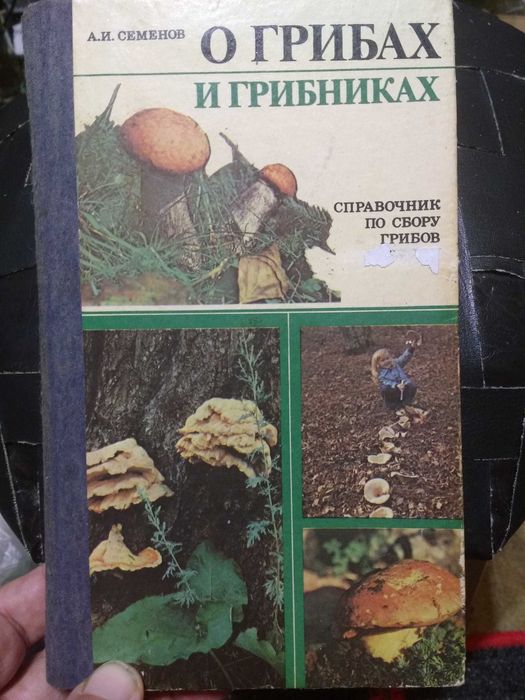 А.И. СЕМЕНОВ
О ГРИБАХ
И ГРИБНИКАХ
СПРАВОЧНИК
ПО СБОРУ
ГРИБОВ